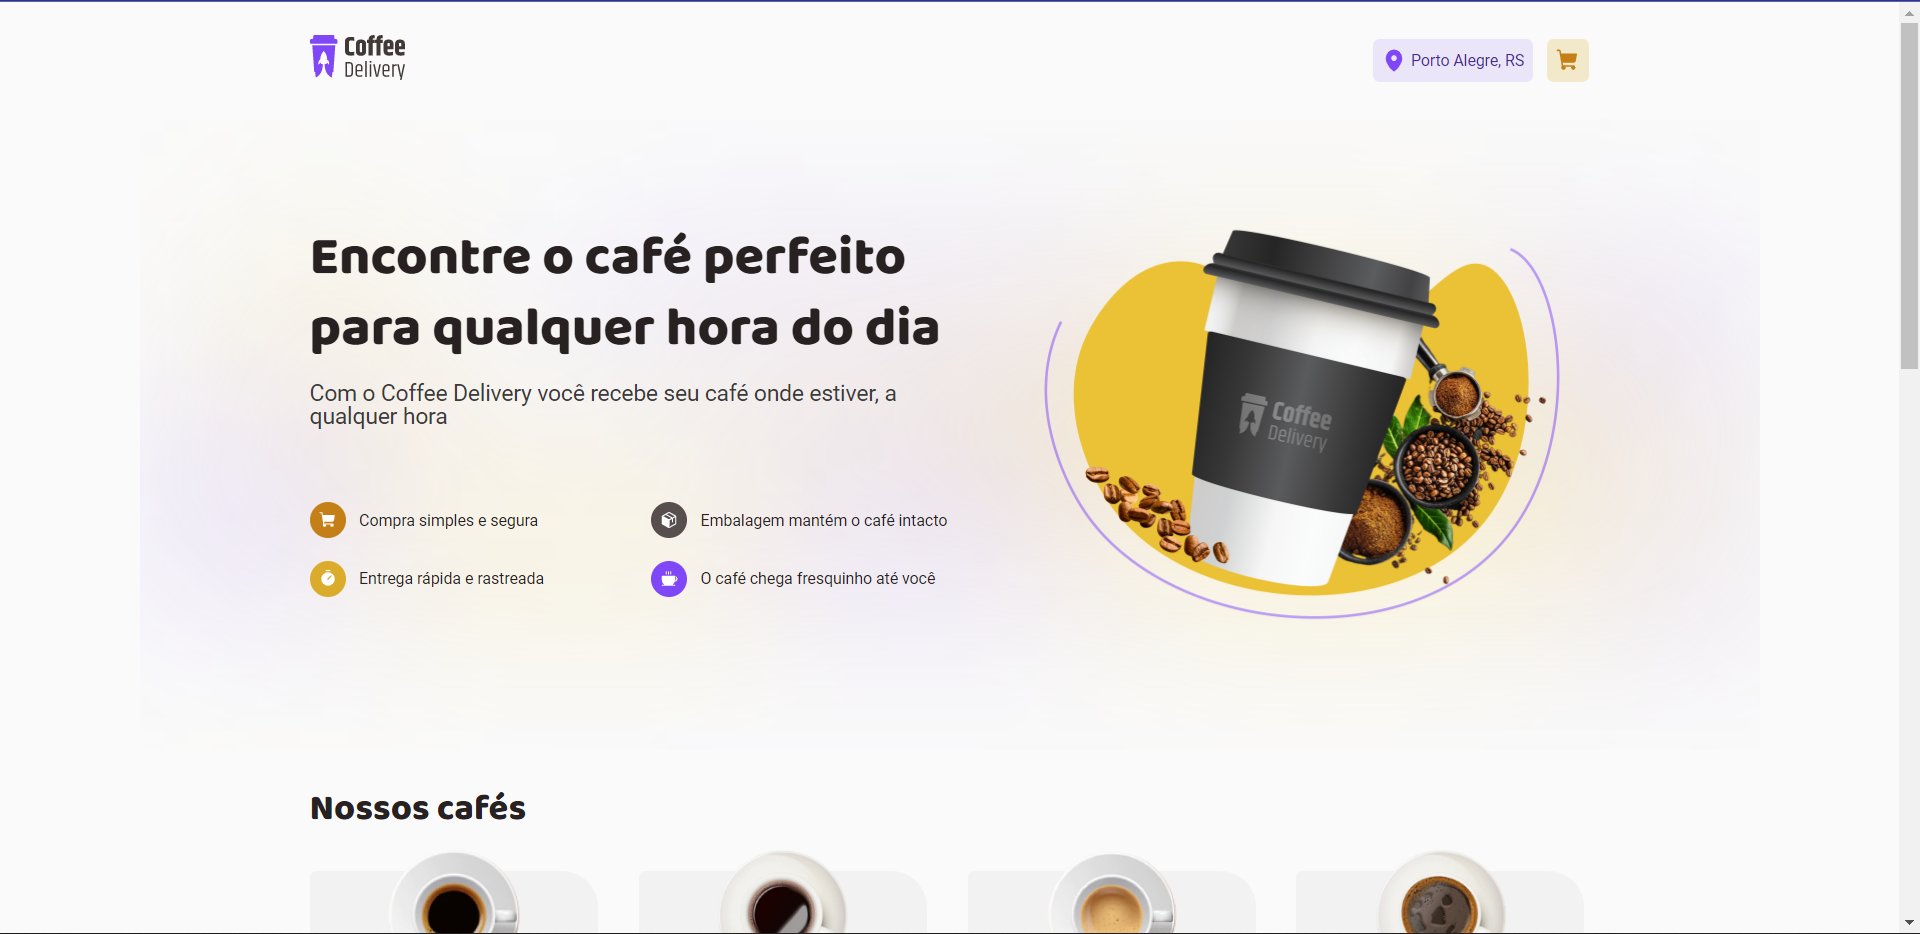 Coffee
Delivery
Porto Alegre, RS
Encontre o café perfeito
para qualquer hora do dia
Com o Coffee Delivery você recebe seu café onde estiver, a
qualquer hora
Coffee
Delivery
Compra simples e segura
Embalagem mantém o café intacto
Entrega rápida e rastreada
O café chega fresquinho até você
Nossos cafés